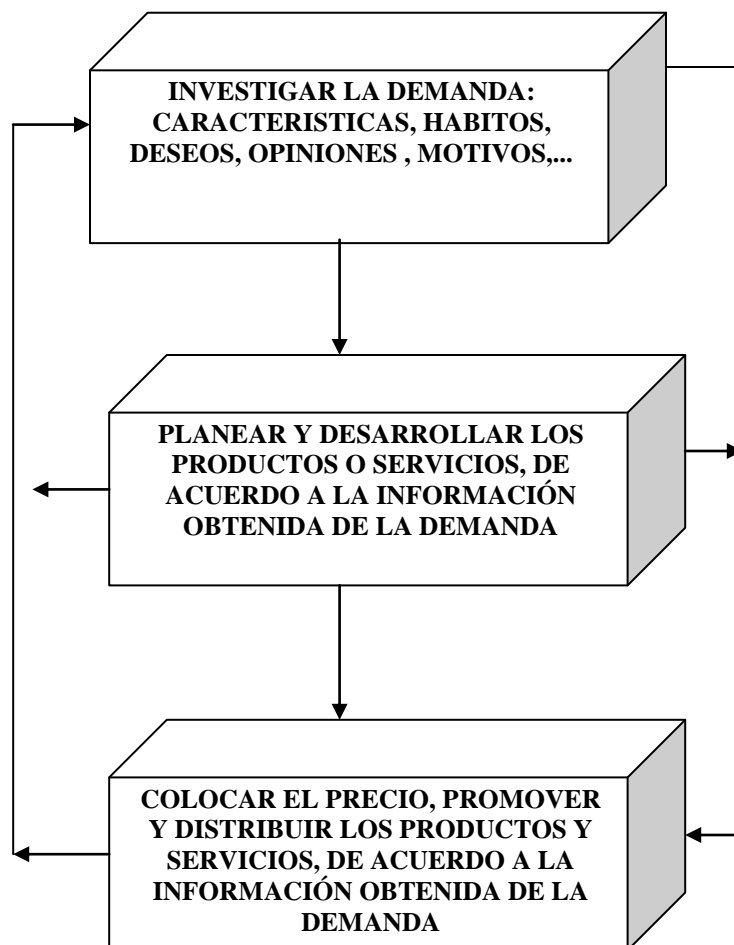 INVESTIGAR LA DEMANDA:
CARACTERISTICAS, HABITOS,
DESEOS, OPINIONES , MOTIVOS,...
PLANEAR Y DESARROLLAR LOS
PRODUCTOS O SERVICIOS, DE
ACUERDO A LA INFORMACIÓN
OBTENIDA DE LA DEMANDA
COLOCAR EL PRECIO, PROMOVER
Y DISTRIBUIR LOS PRODUCTOS Y
SERVICIOS, DE ACUERDO A LA
INFORMACIÓN OBTENIDA DE LA
DEMANDA